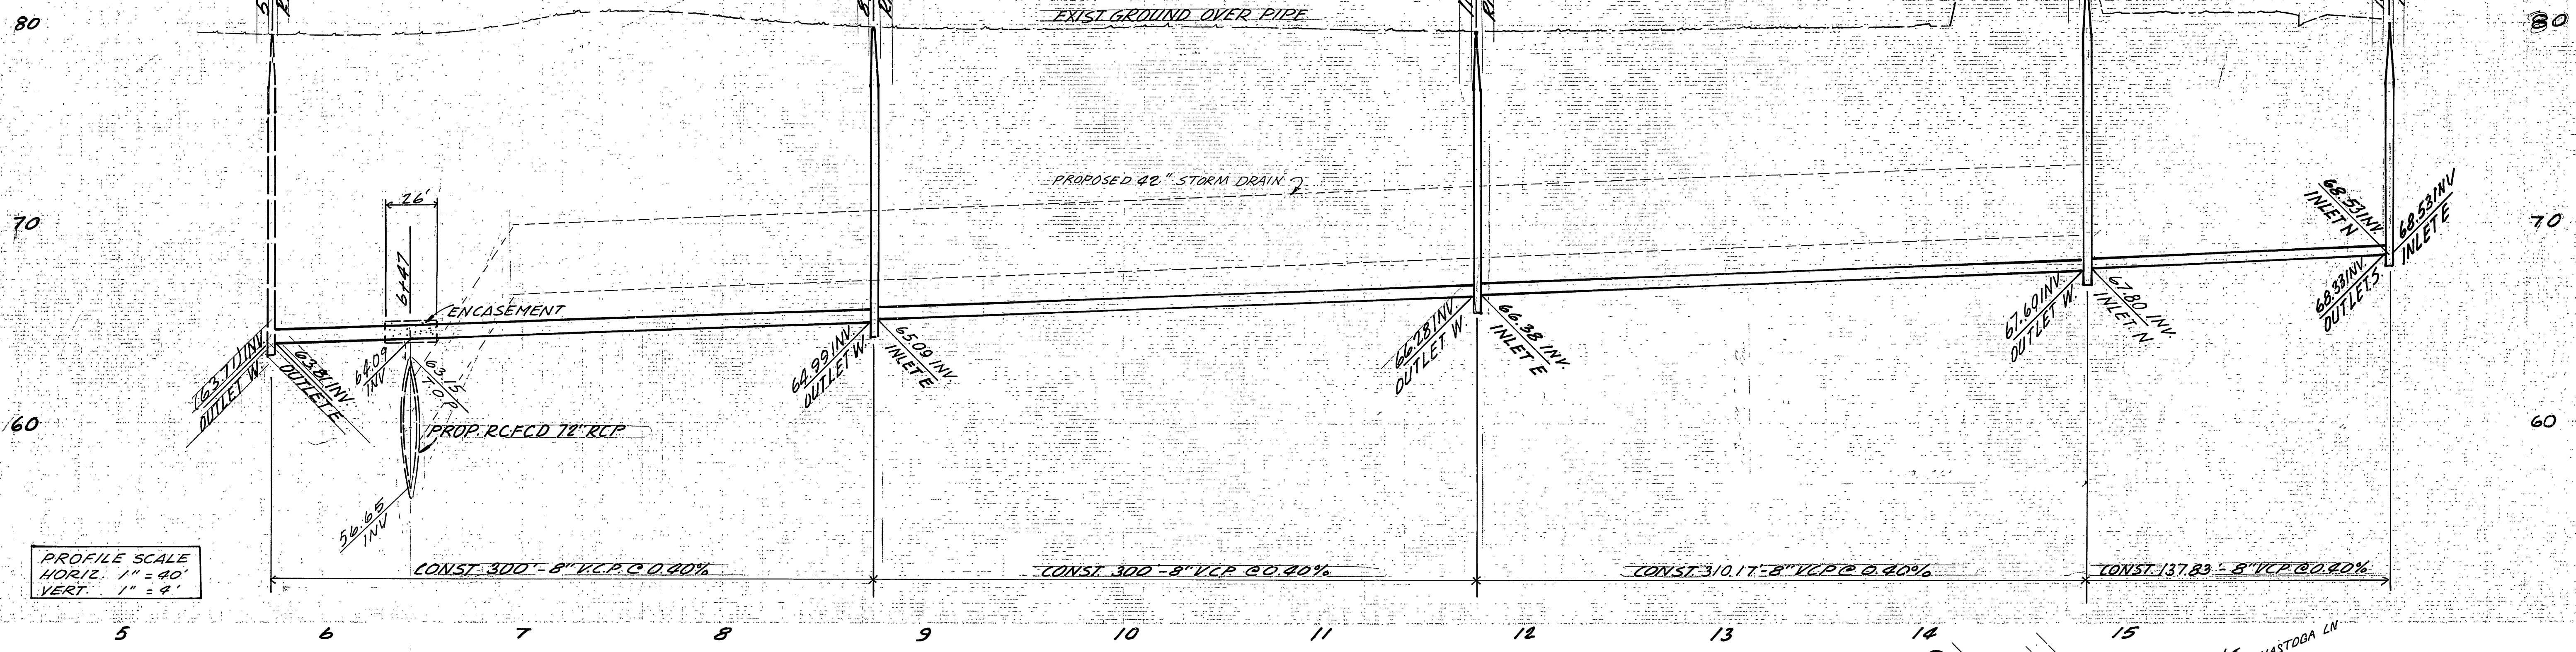 80
EXIST. GROUND OVER PIPE
80
PROPOSED 42" STORM DRAIN
70
26'
6+47
ENCASEMENT
68.53 INV.
INLET N
68.53 INV
INLET E
70
63.71 INV.
OUTLET W.
63.81 INV.
OUTLET E
64.09
INV
63.15
T.O.P.
64.99 INV.
OUTLET W.
65.09 INV.
INLET E
66.28 INV.
OUTLET W.
66.38 INV.
INLET E
67.60 INV.
OUTLET W.
67.80 INV.
INLET N.
68.33 INV.
OUTLET S.
60
PROP. RCFCD 72" RCP
60
56.65
INV
PROFILE SCALE
HORIZ. 1" = 40'
VERT. 1" = 4'
CONST. 300'-8" V.C.P. @ 0.40%
CONST. 300'-8" VCP @ 0.40%
CONST. 310.17'-8" VCP @ 0.40%
CONST. 137.83'-8" VCP @ 0.40%
5 6 7 8 9 10 11 12 13 14 15
LN